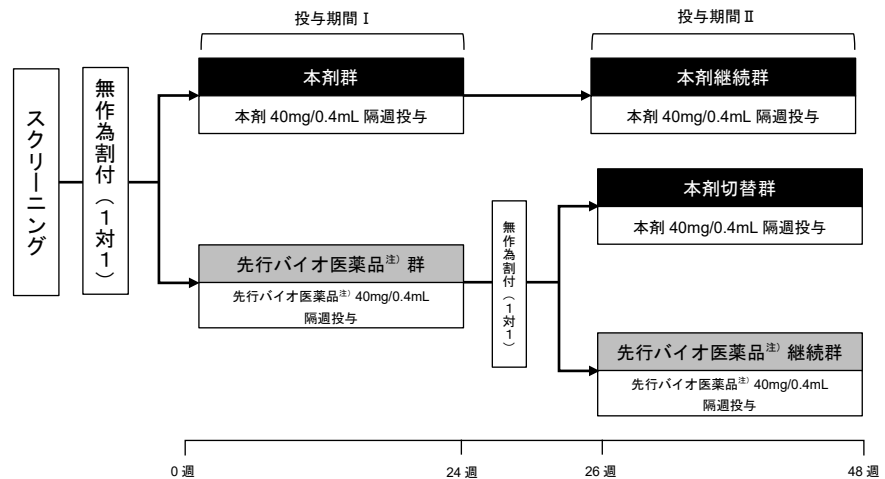 投与期間Ⅰ
投与期間Ⅱ
スクリーニング
無作為割付(1対1)
本剤群
本剤 40mg/0.4mL 隔週投与
本剤継続群
本剤 40mg/0.4mL 隔週投与
先行バイオ医薬品注) 群
先行バイオ医薬品注) 40mg/0.4mL
隔週投与
無作為割付(1対1)
本剤切替群
本剤 40mg/0.4mL 隔週投与
先行バイオ医薬品注) 継続群
先行バイオ医薬品注) 40mg/0.4mL
隔週投与
0 週
24 週
26 週
48 週